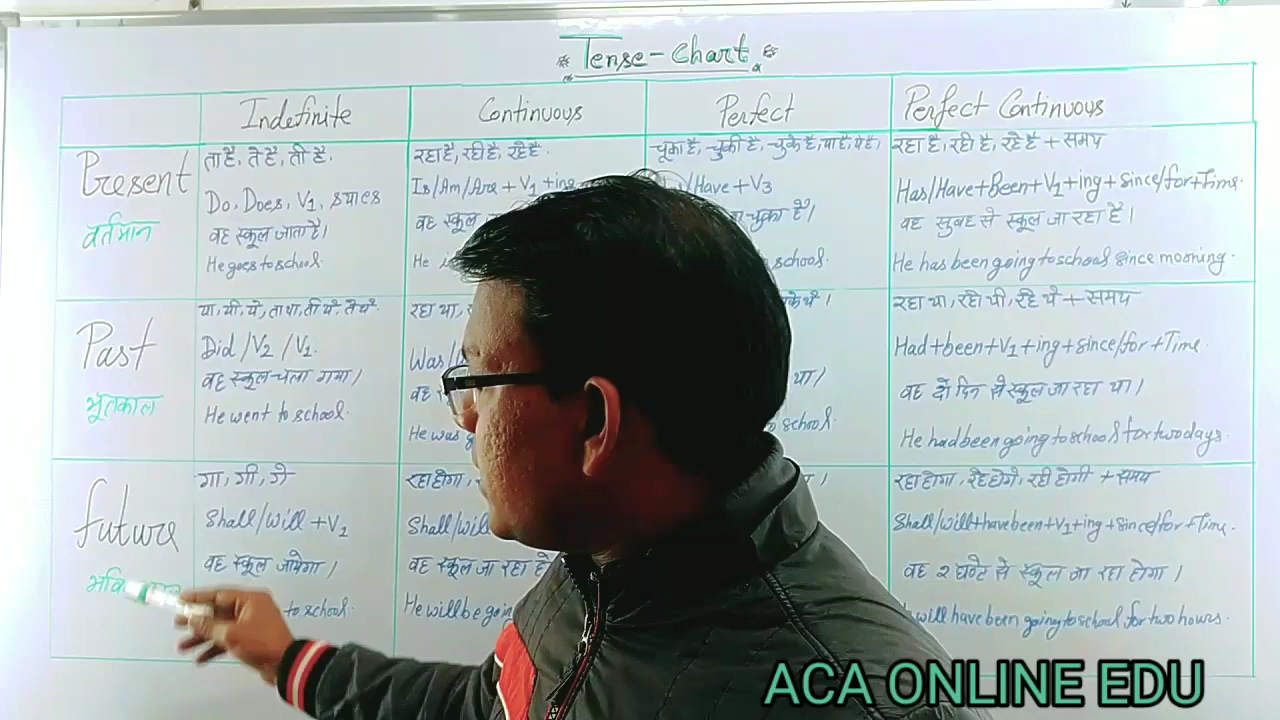 Tense-Chart
Indefinite
Continuous
Perfect
Perfect Continuous
Present
वर्तमान
ता है, ते है, ती है.
Do, Does, V1, s/ies
वह स्कूल जाता है।
He goes to school.
रहा है, रही है, रहे है.
Is/Am/Are + V1 + ing
वह स्कूल
He
चूका है, चुकी है, चुके है,
/Have + V3
चुका है।
school.
रहा है, रही है, रहे है + समय
Has/Have+Been+V1+ing+since/for+Time.
वह सुबह से स्कूल जा रहा है।
He has been going to school since morning.
Past
भूतकाल
Did /V2 /V1.
वह स्कूल चला गया।
He went to school.
रहा था,
Was/
वह
He was
था।
school.
रहा था, रही थी, रहे थे + समय
Had+been+V1+ing+since/for+Time.
वह दो दिन से स्कूल जा रहा था।
He had been going to school for two days.
Future
गा, गी, गे
Shall/will +V1
वह स्कूल जायेगा।
to school.
रहा होगा,
Shall/will
वह स्कूल जा रहा
He will be
रहा होगा, रहे होगे, रही होगी + समय
Shall/will+have been+V1+ing+since/for+Time.
वह २ घण्टे से स्कूल जा रहा होगा।
will have been going to school for two hours.
ACA ONLINE EDU